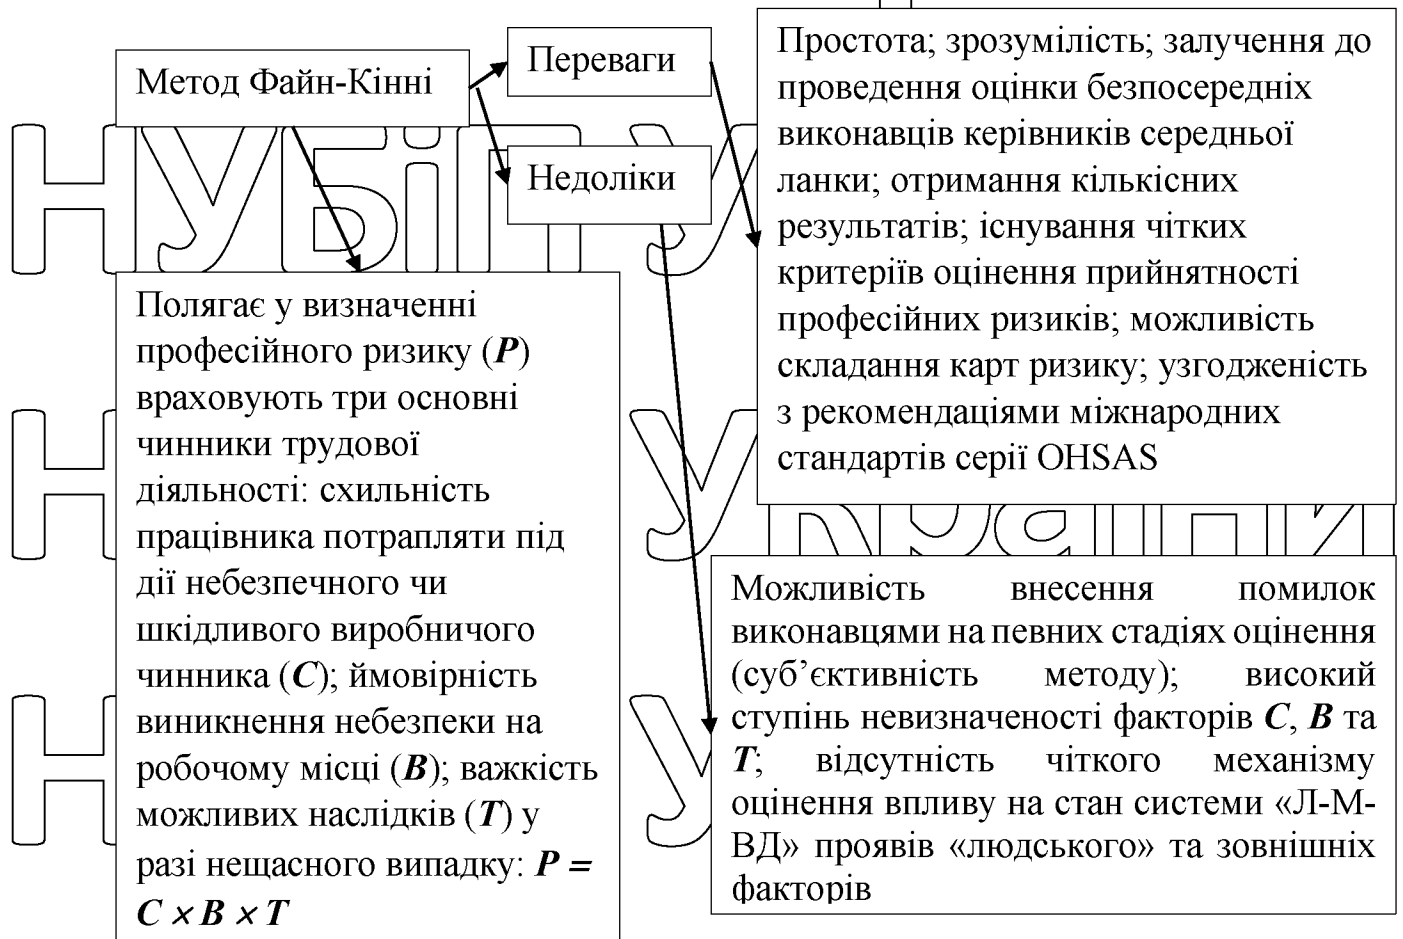 Метод Файн-Кінні
Переваги
Недоліки
Простота; зрозумілість; залучення до
проведення оцінки безпосередніх
виконавців керівників середньої
ланки; отримання кількісних
результатів; існування чітких
критеріїв оцінення прийнятності
професійних ризиків; можливість
складання карт ризику; узгодженість
з рекомендаціями міжнародних
стандартів серії OHSAS
Полягає у визначенні
професійного ризику (Р)
враховують три основні
чинники трудової
діяльності: схильність
працівника потрапляти під
дії небезпечного чи
шкідливого виробничого
чинника (С); ймовірність
виникнення небезпеки на
робочому місці (В); важкість
можливих наслідків (Т) у
разі нещасного випадку: Р =
С × В × Т
Можливість внесення помилок
виконавцями на певних стадіях оцінення
(суб’єктивність методу); високий
ступінь невизначеності факторів С, В та
Т; відсутність чіткого механізму
оцінення впливу на стан системи «Л-М-
ВД» проявів «людського» та зовнішніх
факторів